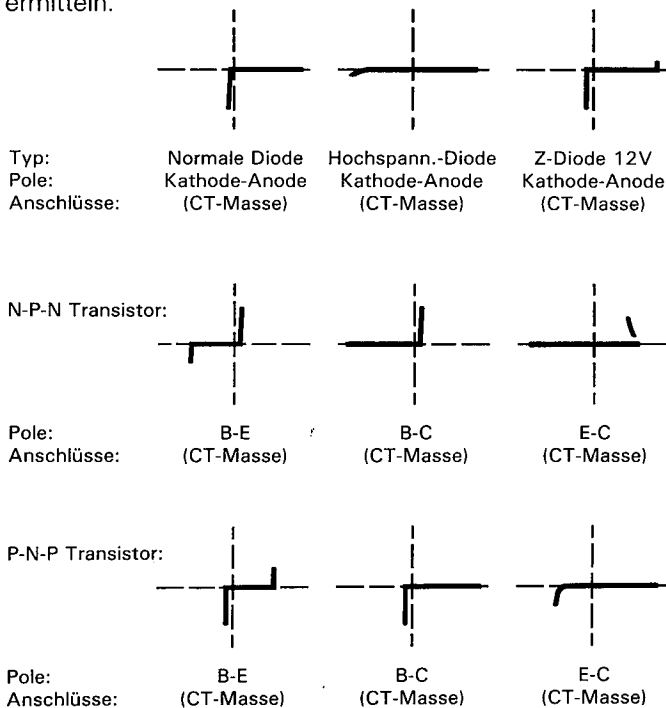 ermitteln.
Typ: Normale Diode Hochspann.-Diode Z-Diode 12V
Pole: Kathode-Anode Kathode-Anode Kathode-Anode
Anschlüsse: (CT-Masse) (CT-Masse) (CT-Masse)
N-P-N Transistor:
Pole: B-E B-C E-C
Anschlüsse: (CT-Masse) (CT-Masse) (CT-Masse)
P-N-P Transistor:
Pole: B-E B-C E-C
Anschlüsse: (CT-Masse) (CT-Masse) (CT-Masse)